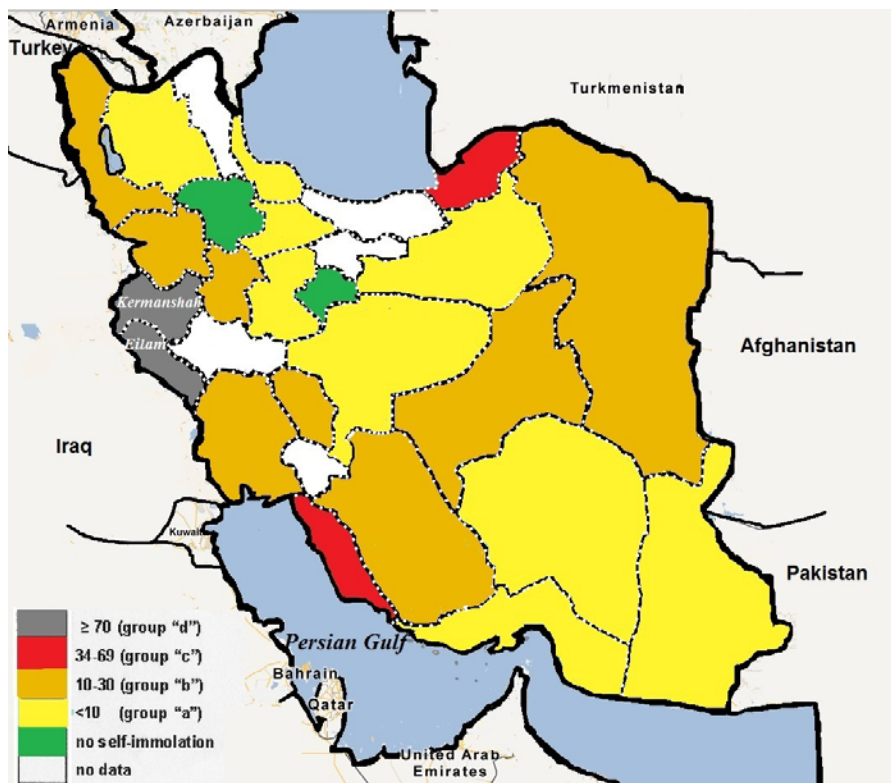 Armenia
Azerbaijan
Turkey
Turkmenistan
Kermanshah
Eilam
Afghanistan
Iraq
Kuwait
Pakistan
Persian Gulf
Bahrain
Qatar
United Arab
Emirates
≥ 70 (group “d”)
34-69 (group “c”)
10-30 (group “b”)
<10 (group “a”)
no self-immolation
no data